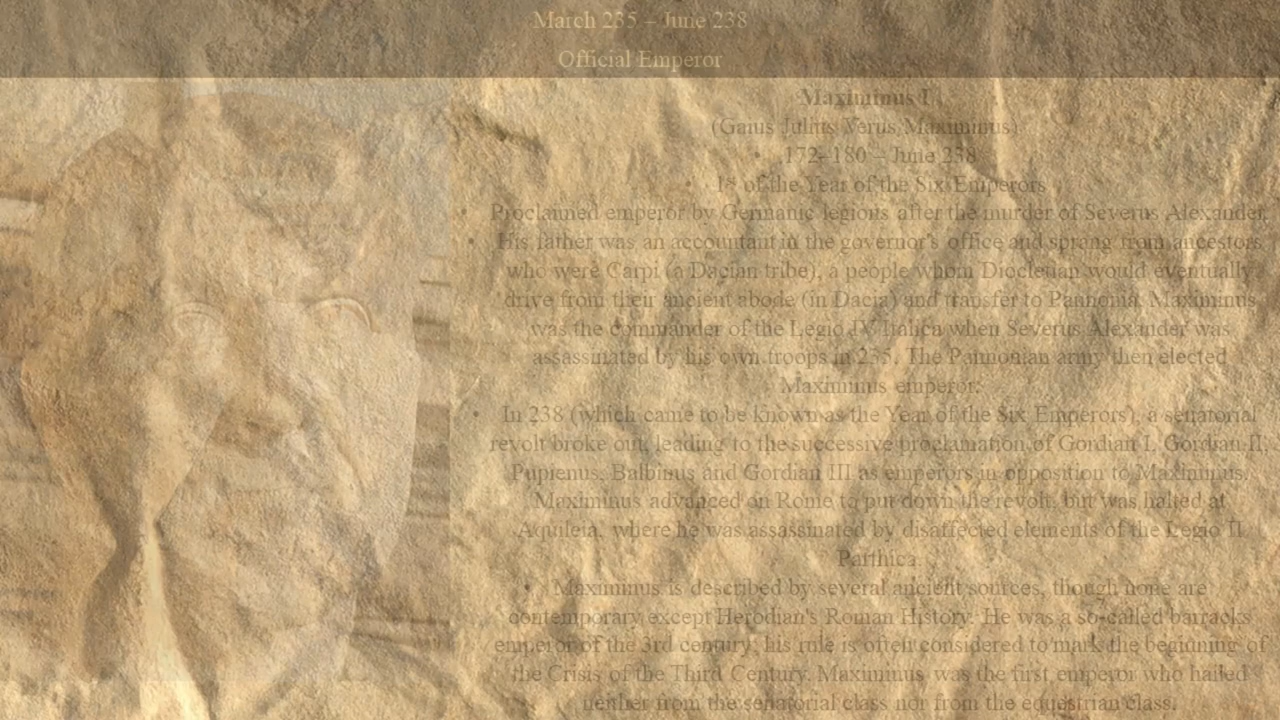 March 235 – June 238
Official Emperor
Maximinus I
(Gaius Julius Verus Maximinus)
• .172–180 – June 238
• 1st of the Year of the Six Emperors
• Proclaimed emperor by Germanic legions after the murder of Severus Alexander.
• His father was an accountant in the governor's office and sprang from ancestors
who were Carpi (a Dacian tribe), a people whom Diocletian would eventually
drive from their ancient abode (in Dacia) and transfer to Pannonia. Maximinus
was the commander of the Legio IV Italica when Severus Alexander was
assassinated by his own troops in 235. The Pannonian army then elected
Maximinus emperor.
• In 238 (which came to be known as the Year of the Six Emperors), a senatorial
revolt broke out, leading to the successive proclamation of Gordian I, Gordian II,
Pupienus, Balbinus and Gordian III as emperors in opposition to Maximinus.
Maximinus advanced on Rome to put down the revolt, but was halted at
Aquileia, where he was assassinated by disaffected elements of the Legio II
Parthica.
• Maximinus is described by several ancient sources, though none are
contemporary except Herodian's Roman History. He was a so-called barracks
emperor of the 3rd century; his rule is often considered to mark the beginning of
the Crisis of the Third Century. Maximinus was the first emperor who hailed
neither from the senatorial class nor from the equestrian class.